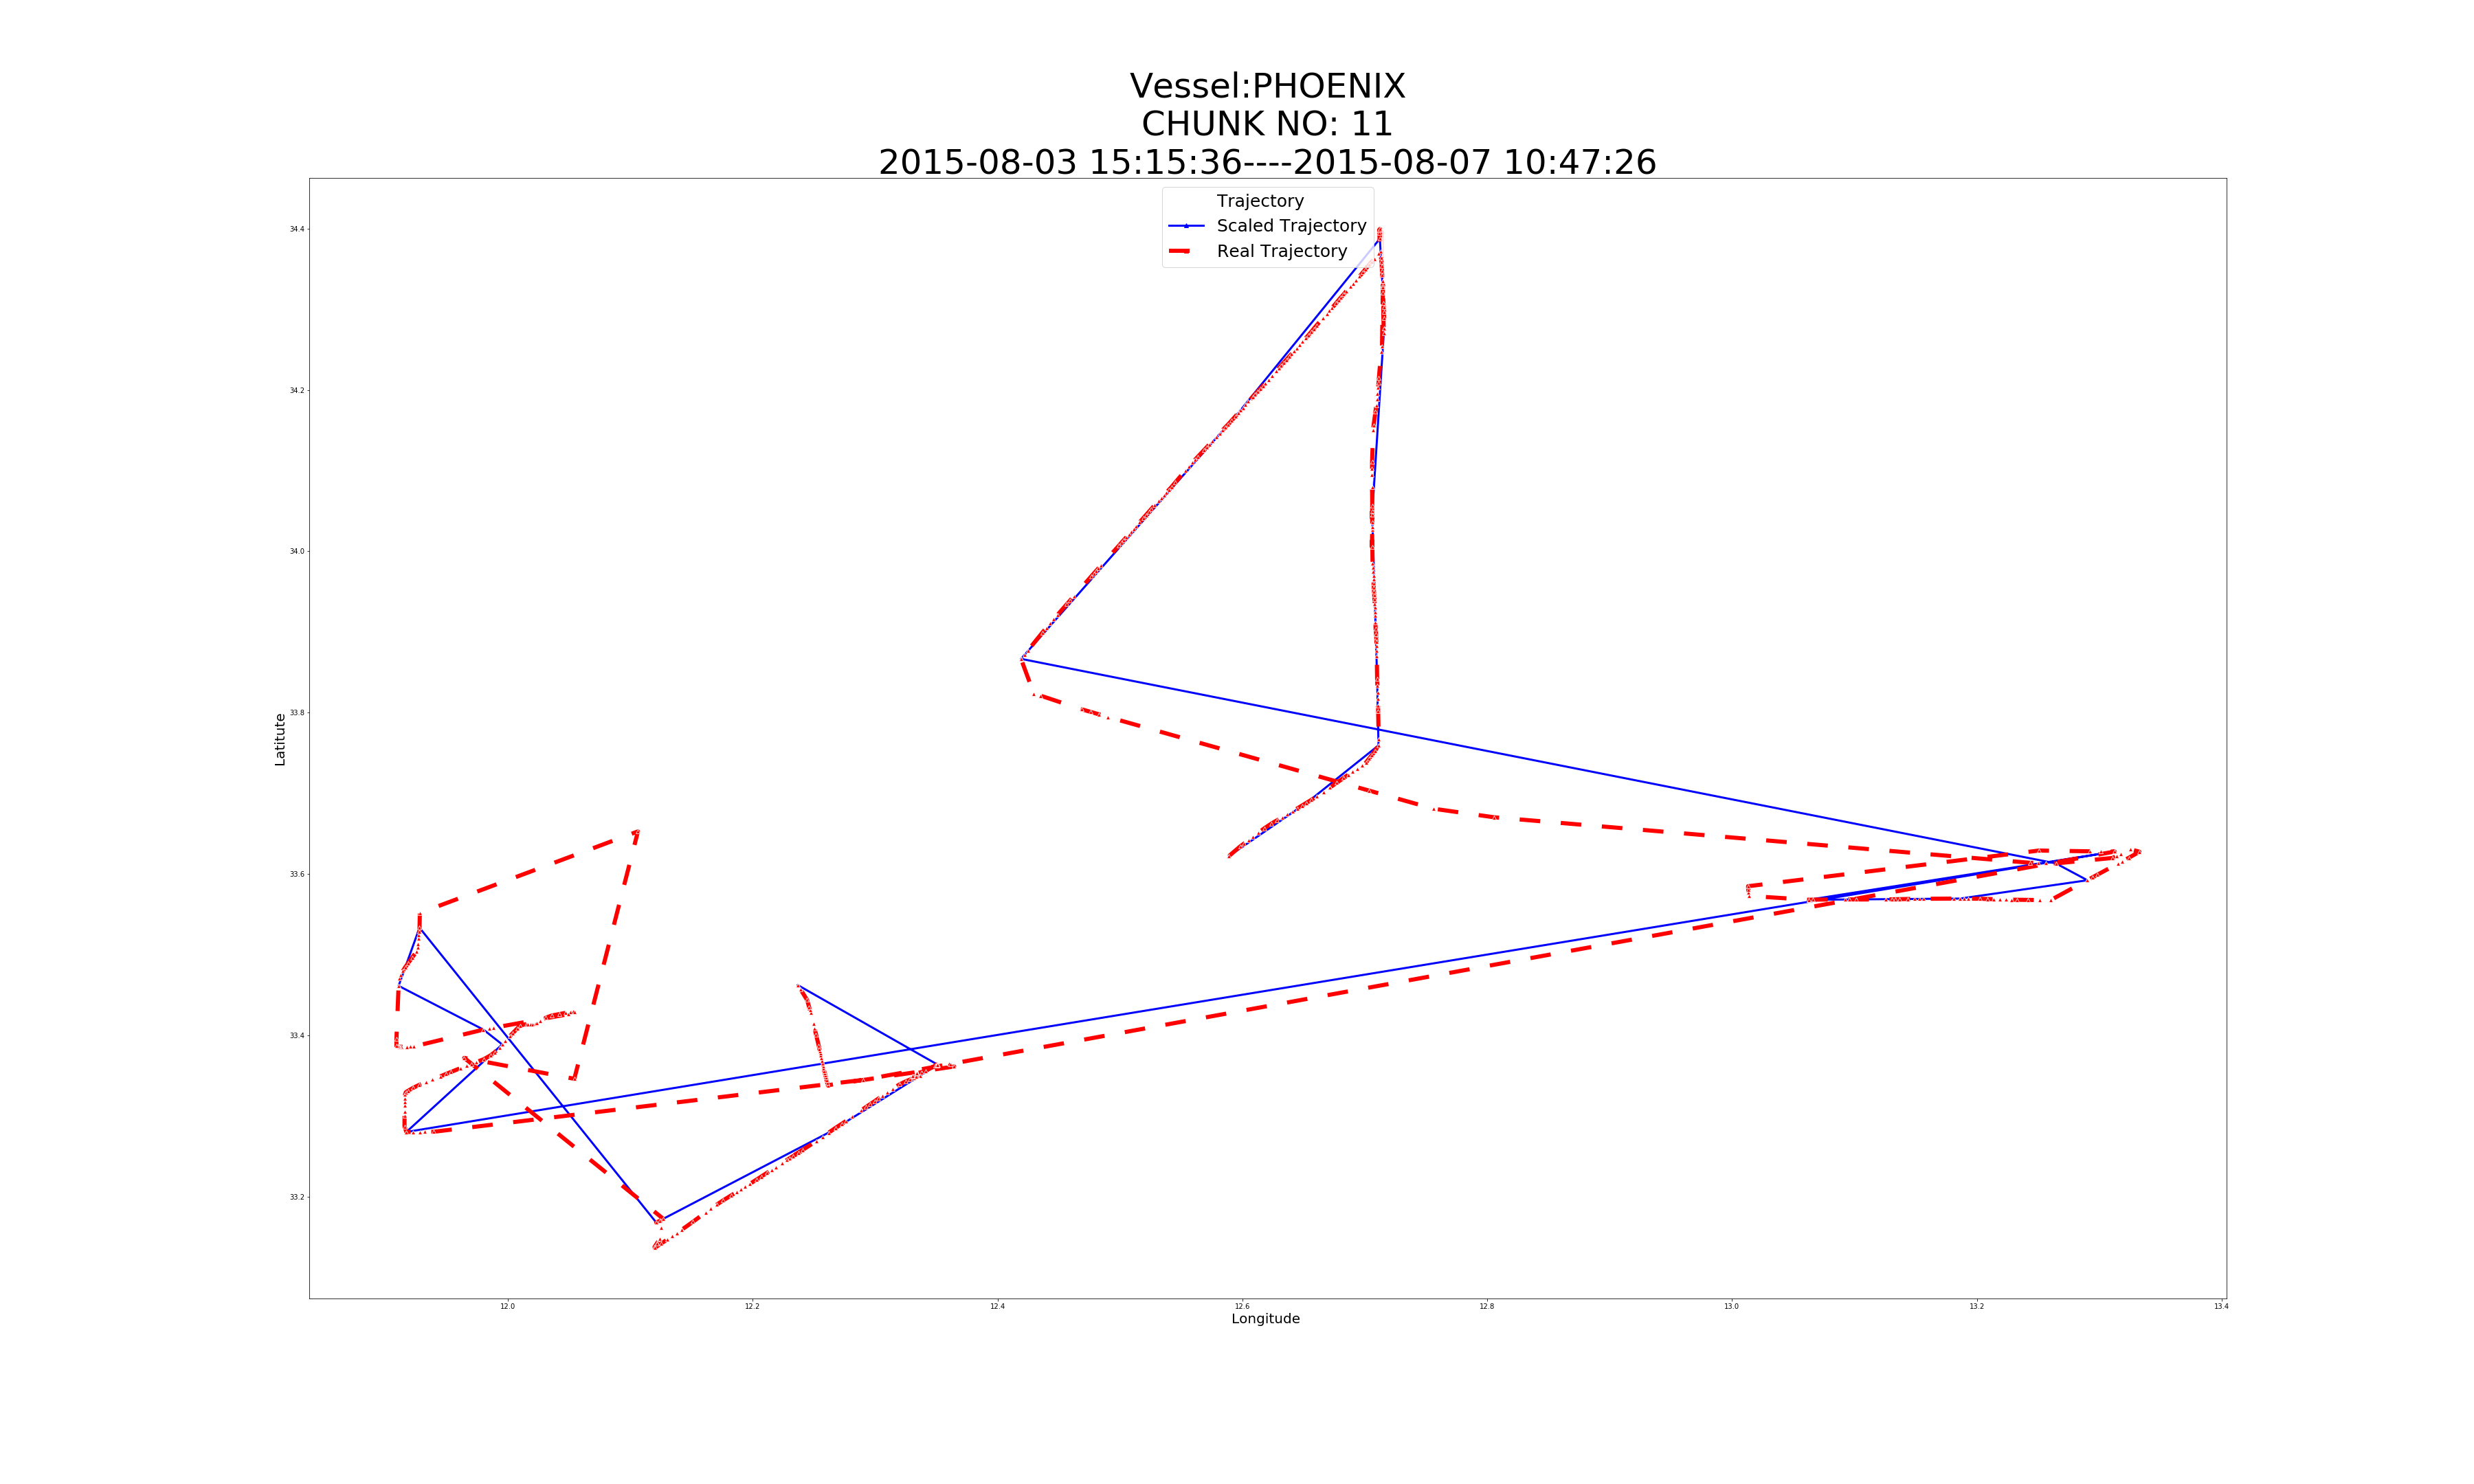 Vessel:PHOENIX
CHUNK NO: 11
2015-08-03 15:15:36----2015-08-07 10:47:26
Trajectory
Scaled Trajectory
Real Trajectory
34.4
34.2
34.0
33.8
33.6
33.4
33.2
Latitute
12.0
12.2
12.4
12.6
12.8
13.0
13.2
13.4
Longitude